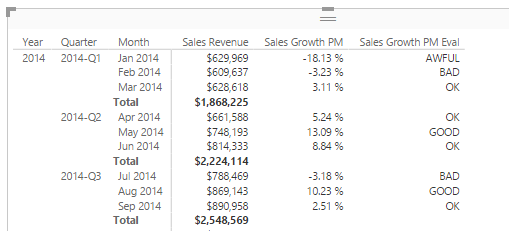 Year Quarter Month Sales Revenue Sales Growth PM Sales Growth PM Eval
2014 2014-Q1 Jan 2014 $629,969 -18.13 % AWFUL
Feb 2014 $609,637 -3.23 % BAD
Mar 2014 $628,618 3.11 % OK
Total $1,868,225
2014-Q2 Apr 2014 $661,588 5.24 % OK
May 2014 $748,193 13.09 % GOOD
Jun 2014 $814,333 8.84 % OK
Total $2,224,114
2014-Q3 Jul 2014 $788,469 -3.18 % BAD
Aug 2014 $869,143 10.23 % GOOD
Sep 2014 $890,958 2.51 % OK
Total $2,548,569